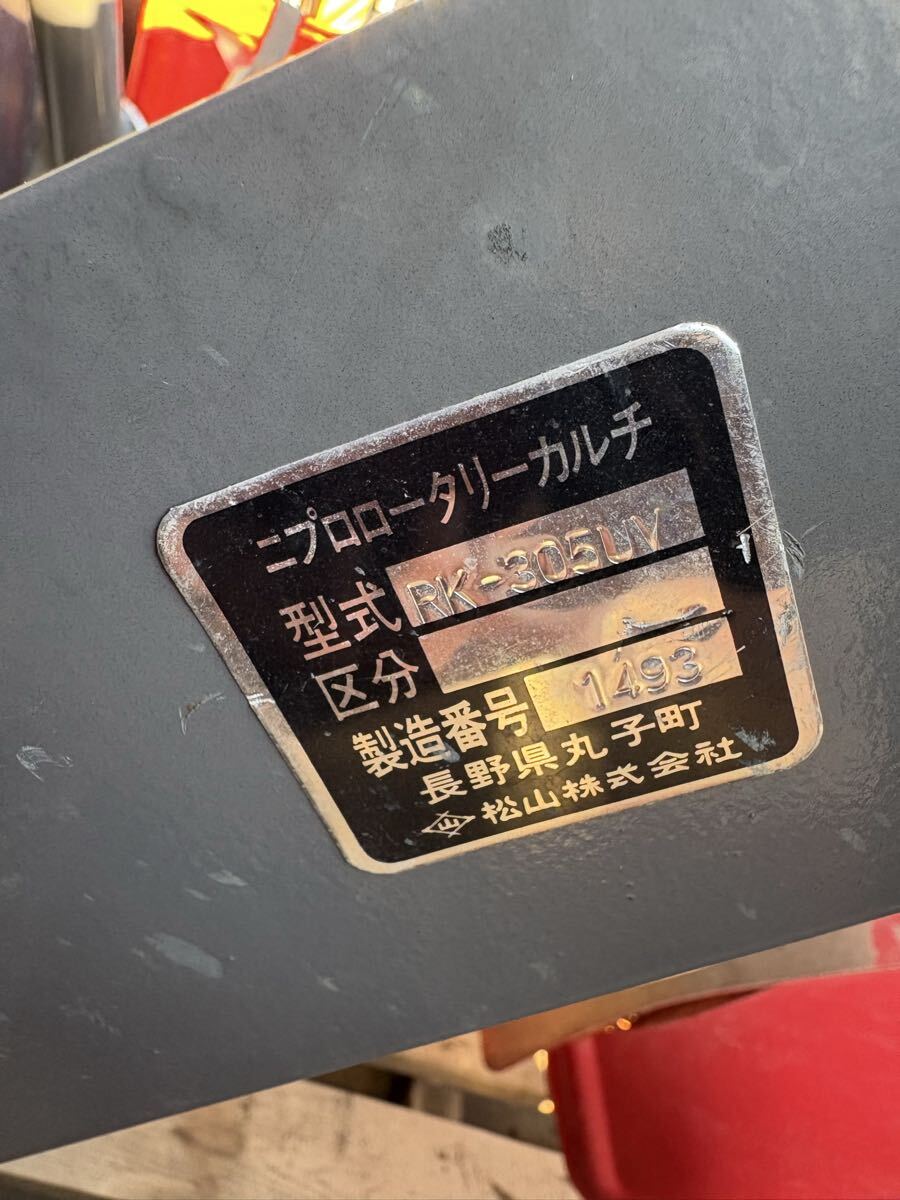 ニプロロータリーカルチ
型式 RK-305UV
区分
製造番号 1493
長野県丸子町
松山株式会社